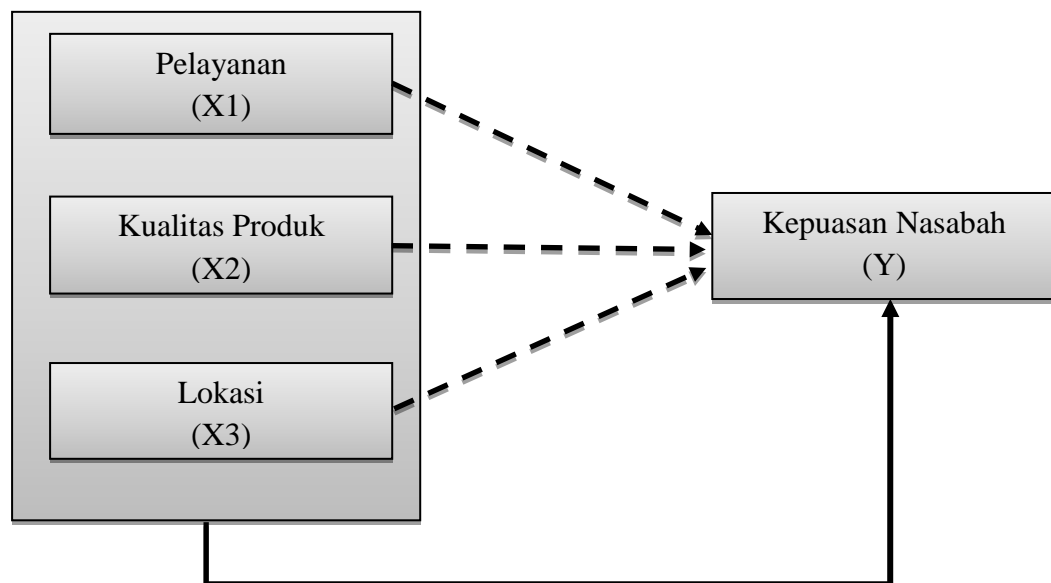 Pelayanan
(X1)
Kualitas Produk
(X2)
Lokasi
(X3)
Kepuasan Nasabah
(Y)